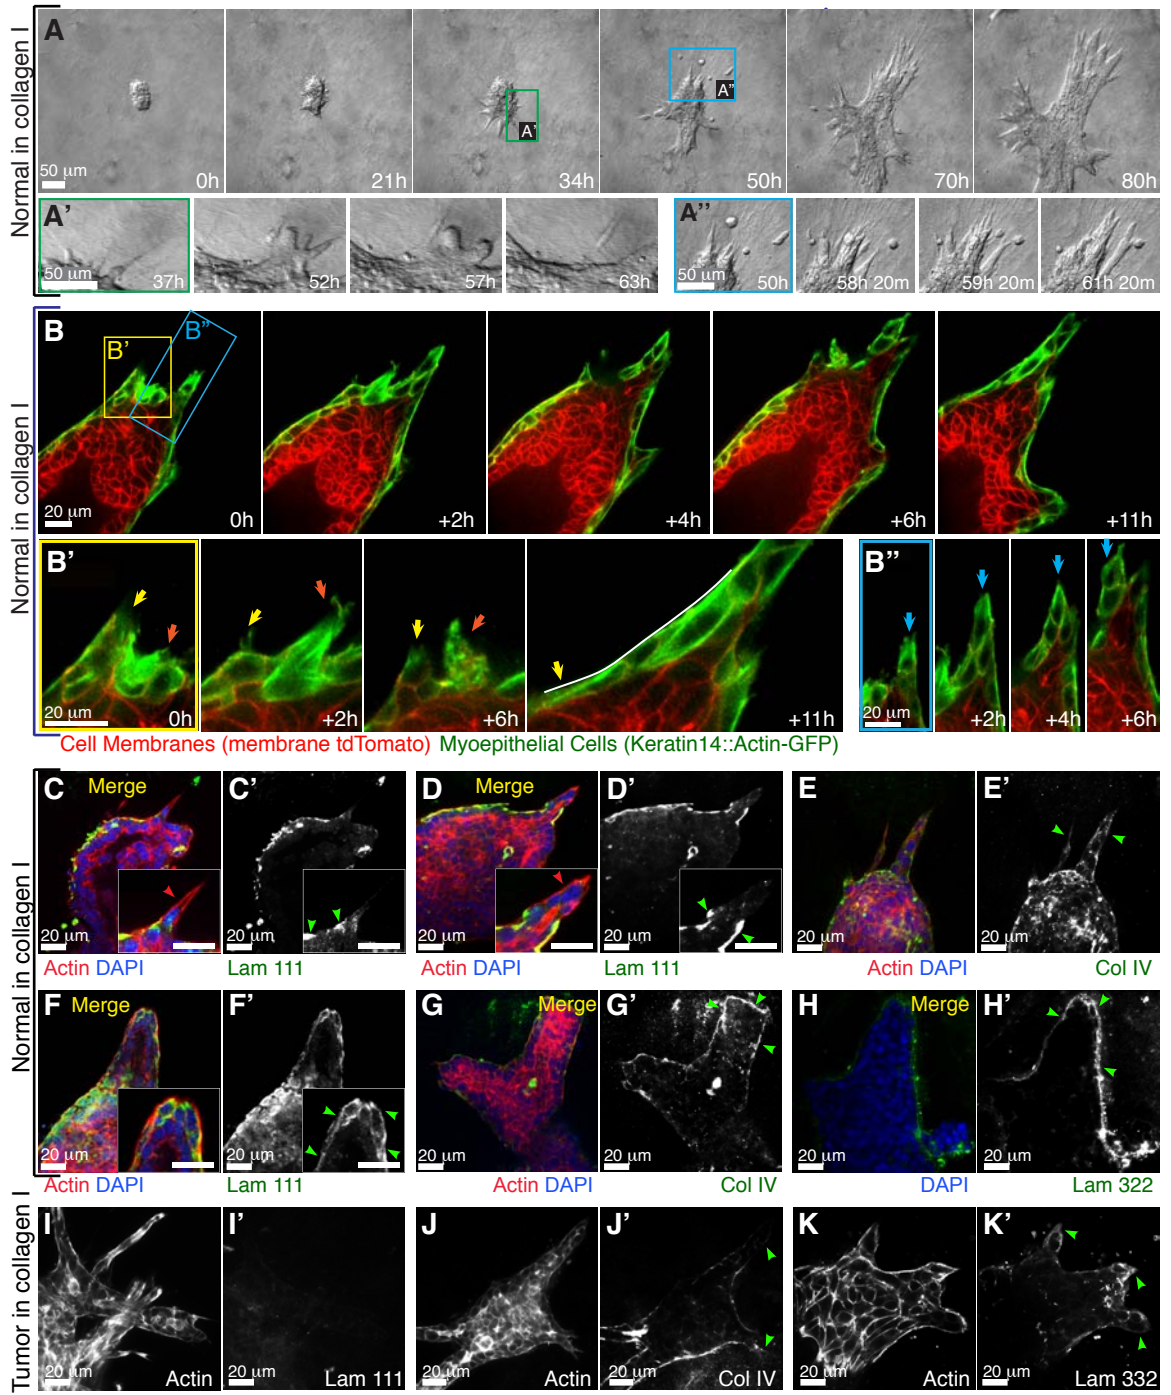 Normal in collagen I
A
50 µm
0h
21h
A'
34h
A''
50h
70h
80h
A'
50 µm
37h
52h
57h
63h
A''
50 µm
50h
58h 20m
59h 20m
61h 20m
Normal in collagen I
B
B'
B''
20 µm
0h
+2h
+4h
+6h
+11h
B'
20 µm
0h
+2h
+6h
+11h
B''
20 µm
+2h
+4h
+6h
Cell Membranes (membrane tdTomato) Myoepithelial Cells (Keratin14::Actin-GFP)
Normal in collagen I
C Merge
20 µm
Actin DAPI
C'
20 µm
Lam 111
D Merge
20 µm
Actin DAPI
D'
20 µm
Lam 111
E
20 µm
Actin DAPI
E'
20 µm
Col IV
F Merge
20 µm
Actin DAPI
F'
20 µm
Lam 111
G Merge
20 µm
Actin DAPI
G'
20 µm
Col IV
H Merge
20 µm
DAPI
H'
20 µm
Lam 322
Tumor in collagen I
I
20 µm
Actin
I'
20 µm
Lam 111
J
20 µm
Actin
J'
20 µm
Col IV
K
20 µm
Actin
K'
20 µm
Lam 332